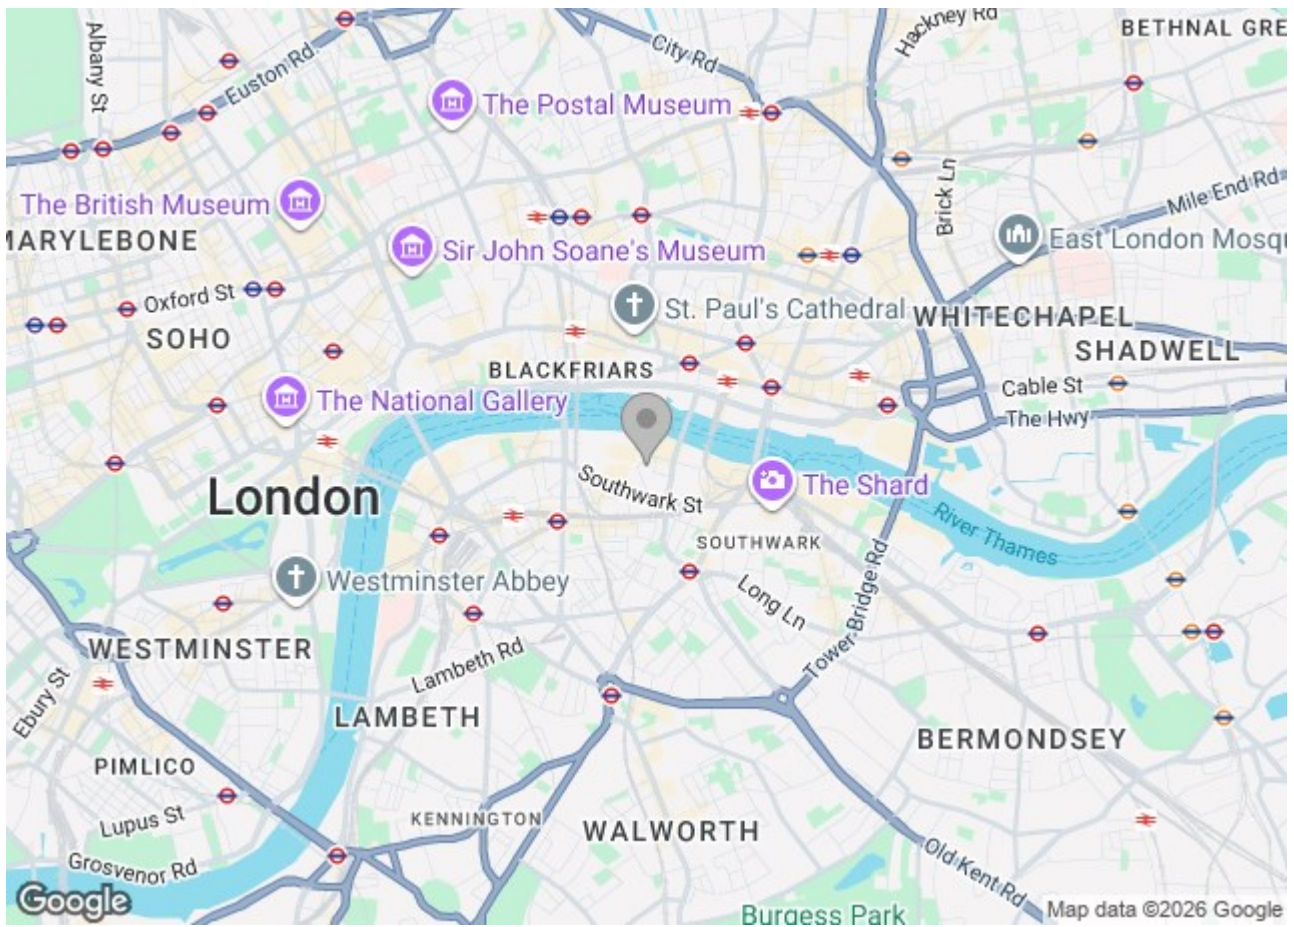 Hackney Rd
BETHNAL GRE
Albany St
City Rd
Euston Rd
The Postal Museum
Brick Ln
Mile End Rd
The British Museum
MARYLEBONE
Sir John Soane's Museum
East London Mosqu
Oxford St
St. Paul's Cathedral
WHITECHAPEL
SOHO
SHADWELL
BLACKFRIARS
Cable St
The National Gallery
The Hwy
London
Southwark St
The Shard
River Thames
SOUTHWARK
Westminster Abbey
Long Ln
Tower Bridge Rd
WESTMINSTER
Lambeth Rd
Ebury St
LAMBETH
BERMONDSEY
PIMLICO
Lupus St
KENNINGTON
WALWORTH
Grosvenor Rd
Old Kent Rd
Google
Burgess Park
Map data ©2026 Google